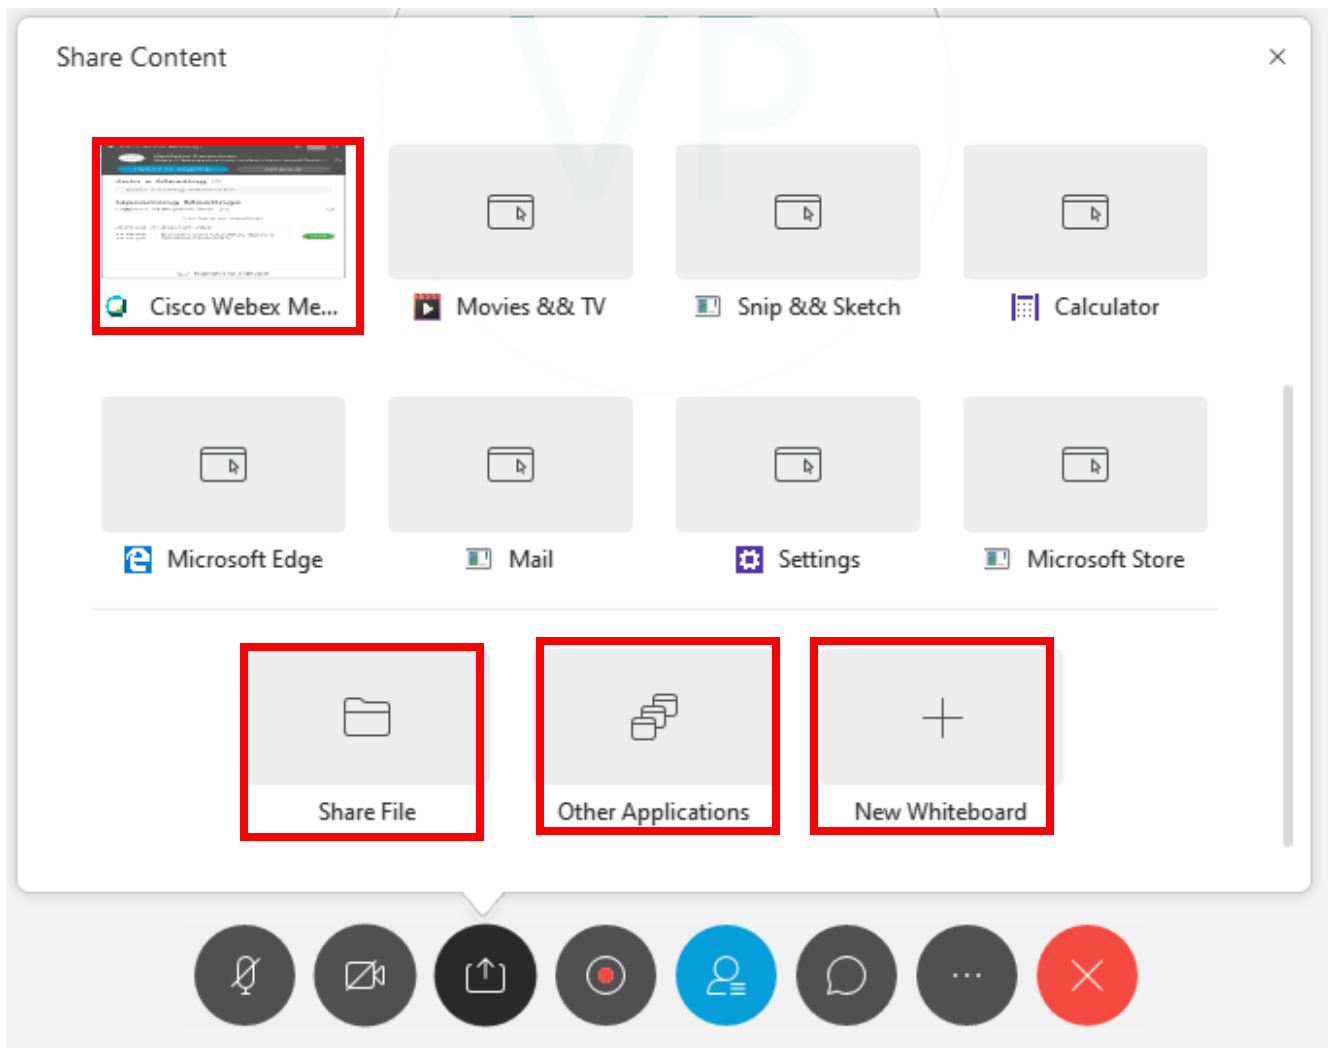 Share Content
Cisco Webex Me...
Movies && TV
Snip && Sketch
Calculator
Microsoft Edge
Mail
Settings
Microsoft Store
Share File
Other Applications
New Whiteboard
VP